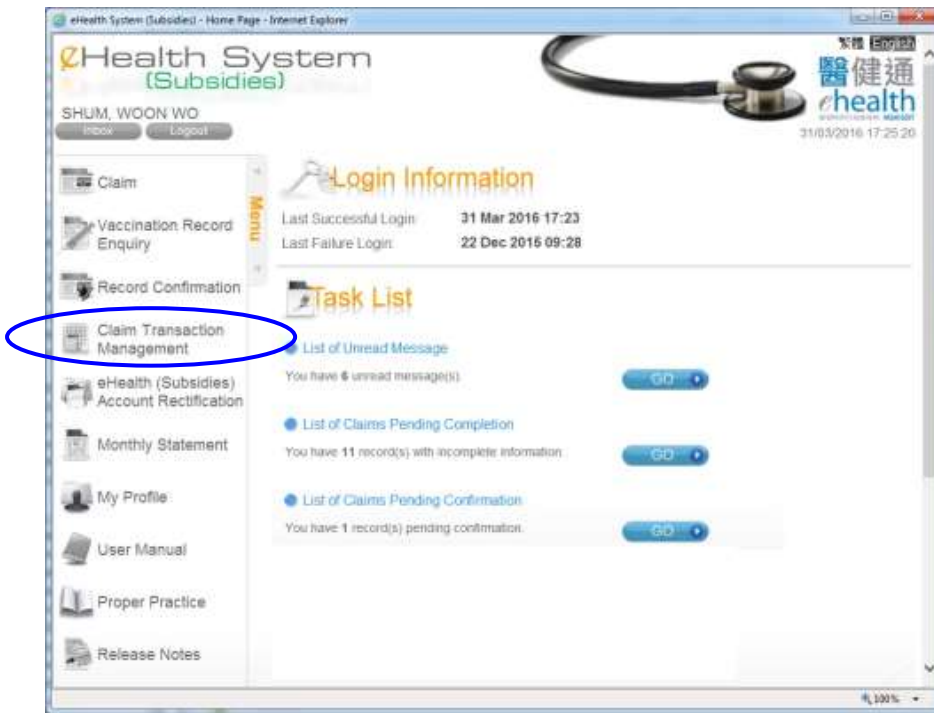 eHealth System (Subsidies) - Home Page - Internet Explorer
eHealth System
(Subsidies)
繁體 English
醫健通
ehealth
SHUM, WOON WO
Inbox Logout
31/03/2016 17:25:20
Claim
Vaccination Record
Enquiry
Record Confirmation
Claim Transaction
Management
eHealth (Subsidies)
Account Rectification
Monthly Statement
My Profile
User Manual
Proper Practice
Release Notes
Menu
Login Information
Last Successful Login: 31 Mar 2016 17:23
Last Failure Login: 22 Dec 2015 09:28
Task List
List of Unread Message
You have 6 unread message(s).
GO
List of Claims Pending Completion
You have 11 record(s) with incomplete information
GO
List of Claims Pending Confirmation
You have 1 record(s) pending confirmation.
GO
100%